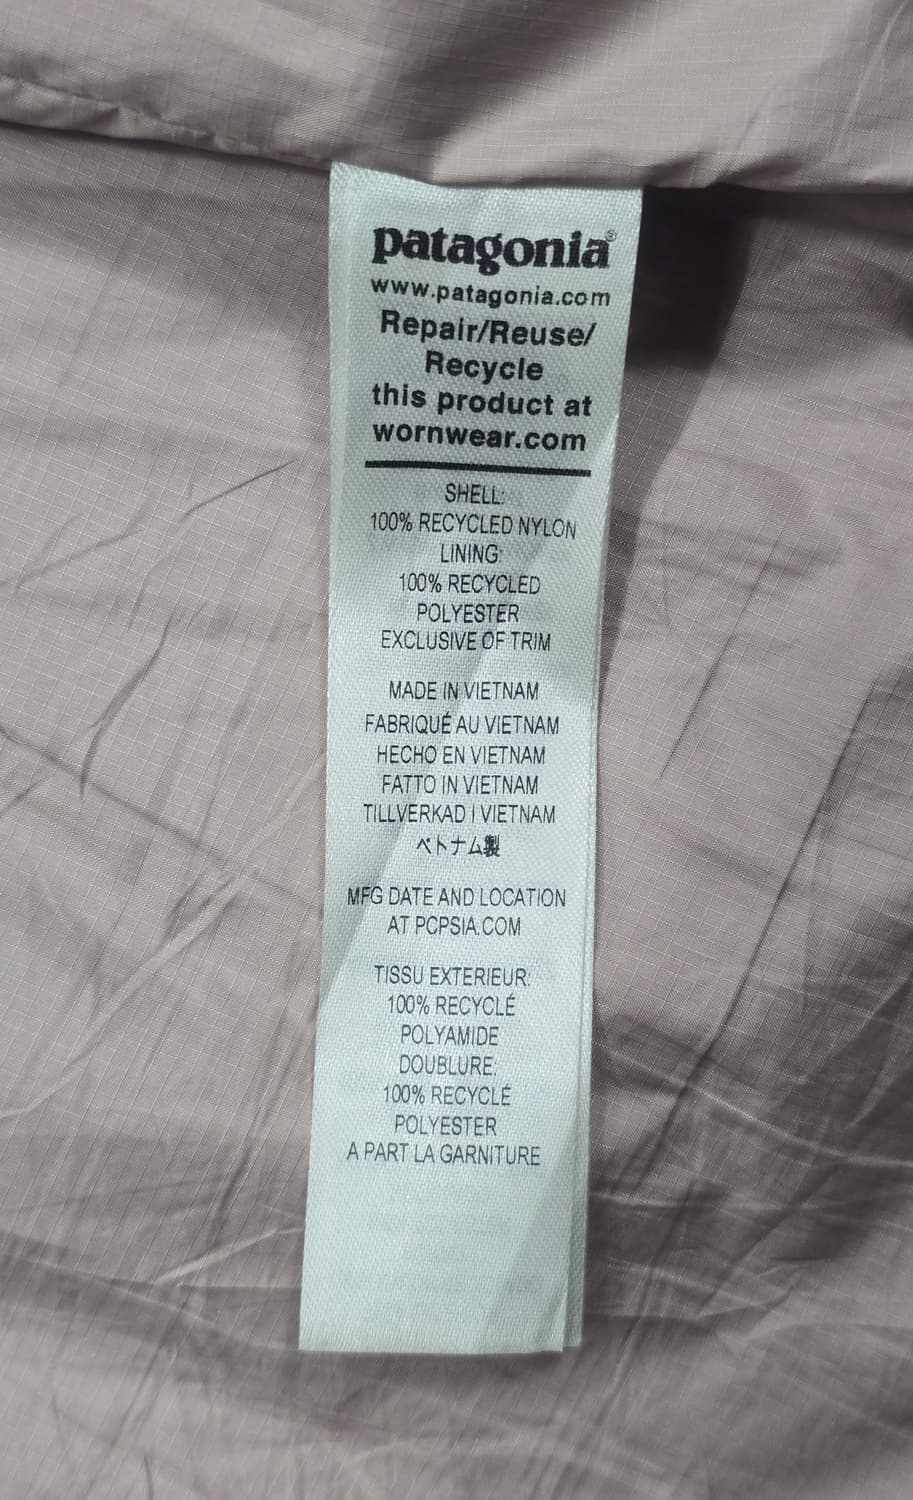 patagonia®
www.patagonia.com
Repair/Reuse/
Recycle
this product at
wornwear.com
SHELL:
100% RECYCLED NYLON
LINING:
100% RECYCLED
POLYESTER
EXCLUSIVE OF TRIM
MADE IN VIETNAM
FABRIQUÉ AU VIETNAM
HECHO EN VIETNAM
FATTO IN VIETNAM
TILLVERKAD I VIETNAM
ベトナム製
MFG DATE AND LOCATION
AT PCPSIA.COM
TISSU EXTERIEUR:
100% RECYCLÉ
POLYAMIDE
DOUBLURE:
100% RECYCLÉ
POLYESTER
A PART LA GARNITURE